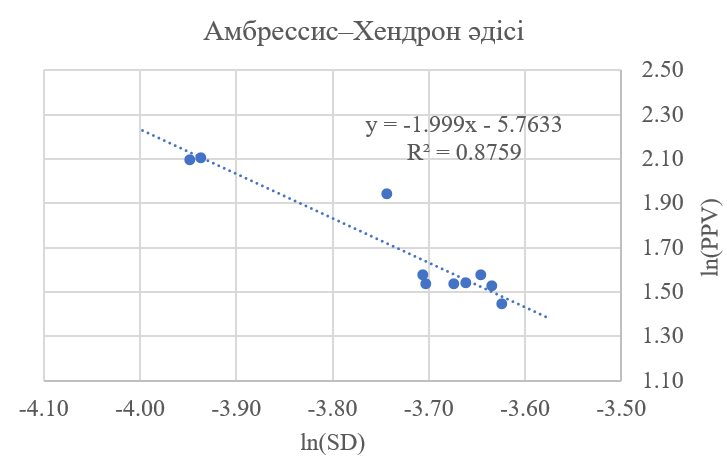 Амбрессис–Хендрон әдісі
y = -1.999x - 5.7633
R² = 0.8759
2.50
2.30
2.10
1.90
1.70
1.50
1.30
1.10
ln(PPV)
-4.10 -4.00 -3.90 -3.80 -3.70 -3.60 -3.50
ln(SD)